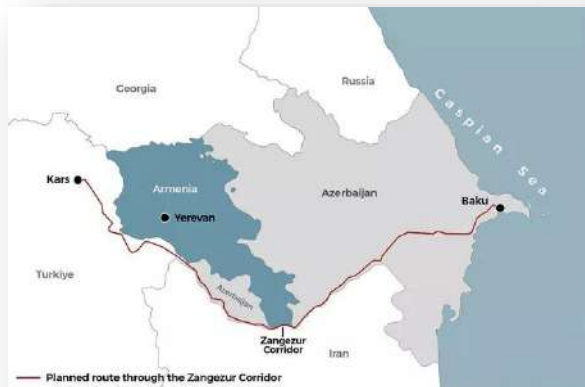 Russia
Georgia
Caspian Sea
Kars
Armenia
Azerbaijan
Baku
Yerevan
Turkiye
Azerbaijan
Zangezur
Corridor
Iran
Planned route through the Zangezur Corridor